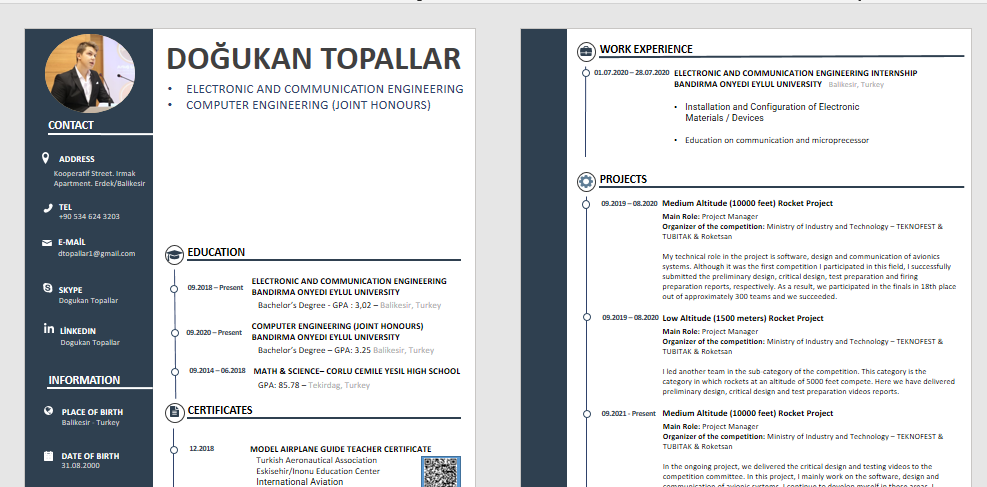 DOĞUKAN TOPALLAR
• ELECTRONIC AND COMMUNICATION ENGINEERING
• COMPUTER ENGINEERING (JOINT HONOURS)
CONTACT
ADDRESS
Kooperatif Street. Irmak
Apartment. Erdek/Balikesir
TEL
+90 534 624 3203
E-MAİL
dtopallar1@gmail.com
SKYPE
Dogukan Topallar
LİNKEDIN
Dogukan Topallar
INFORMATION
PLACE OF BIRTH
Balikesir - Turkey
DATE OF BIRTH
31.08.2000
EDUCATION
09.2018 – Present
ELECTRONIC AND COMMUNICATION ENGINEERING
BANDIRMA ONYEDI EYLUL UNIVERSITY
Bachelor's Degree - GPA : 3,02 – Balikesir, Turkey
09.2020 – Present
COMPUTER ENGINEERING (JOINT HONOURS)
BANDIRMA ONYEDI EYLUL UNIVERSITY
Bachelor's Degree – GPA: 3.25 Balikesir, Turkey
09.2014 – 06.2018 MATH & SCIENCE– CORLU CEMILE YESIL HIGH SCHOOL
GPA: 85.78 – Tekirdag, Turkey
CERTIFICATES
12.2018 MODEL AIRPLANE GUIDE TEACHER CERTIFICATE
Turkish Aeronautical Association
Eskisehir/Inonu Education Center
International Aviation
WORK EXPERIENCE
01.07.2020 – 28.07.2020 ELECTRONIC AND COMMUNICATION ENGINEERING INTERNSHIP
BANDIRMA ONYEDI EYLUL UNIVERSITY Balikesir, Turkey
• Installation and Configuration of Electronic
Materials / Devices
• Education on communication and microprecessor
PROJECTS
09.2019 – 08.2020 Medium Altitude (10000 feet) Rocket Project
Main Role: Project Manager
Organizer of the competition: Ministry of Industry and Technology – TEKNOFEST &
TUBITAK & Roketsan
My technical role in the project is software, design and communication of avionics
systems. Although it was the first competition I participated in this field, I successfully
submitted the preliminary design, critical design, test preparation and firing
preparation reports, respectively. As a result, we participated in the finals in 18th place
out of approximately 300 teams and we succeeded.
09.2019 – 08.2020 Low Altitude (1500 meters) Rocket Project
Main Role: Project Manager
Organizer of the competition: Ministry of Industry and Technology – TEKNOFEST &
TUBITAK & Roketsan
I led another team in the sub-category of the competition. This category is the
category in which rockets at an altitude of 5000 feet compete. Here we have delivered
preliminary design, critical design and test preparation videos reports.
09.2021 - Present Medium Altitude (10000 feet) Rocket Project
Main Role: Project Manager
Organizer of the competition: Ministry of Industry and Technology – TEKNOFEST &
TUBITAK & Roketsan
In the ongoing project, we delivered the critical design and testing videos to the
competition committee. In this project, I mainly work on the software, design and
communication of avionic systems. I continue to develop myself in these areas. I